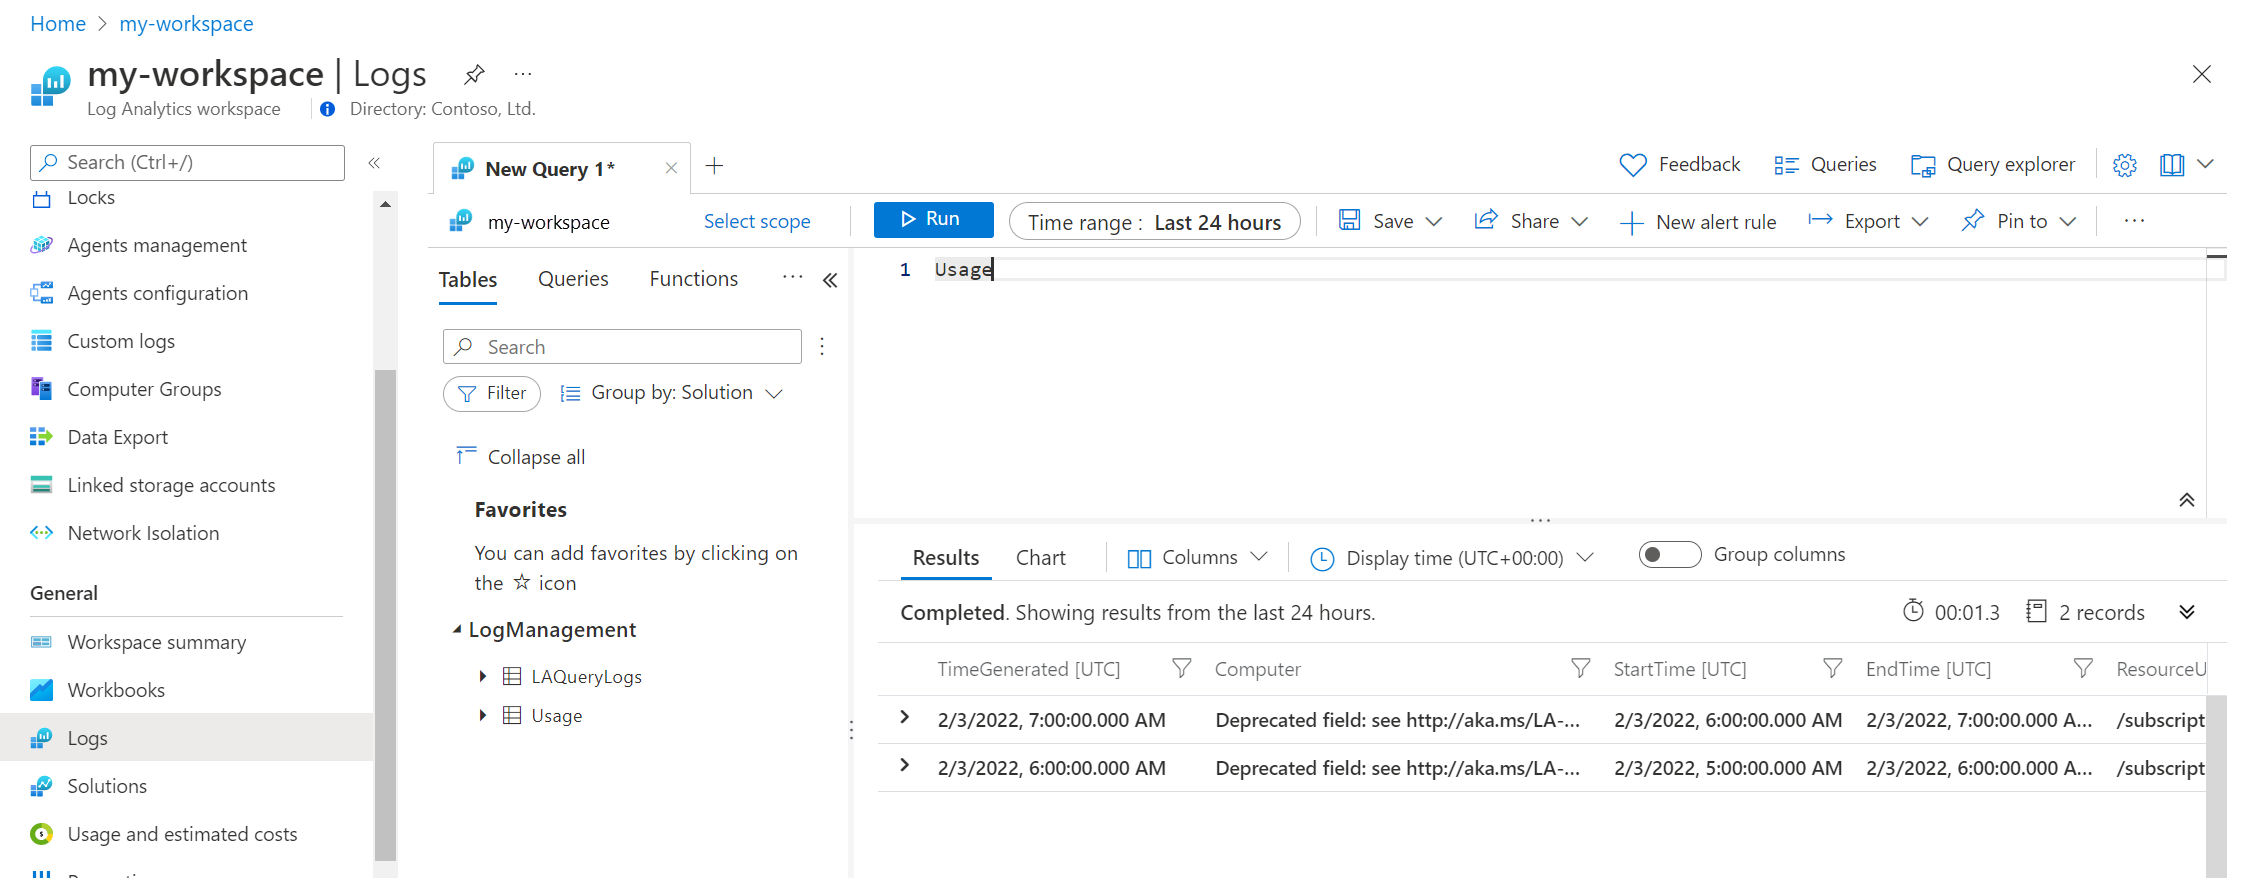 Home > my-workspace
my-workspace | Logs ...
Log Analytics workspace
Directory: Contoso, Ltd.
Search (Ctrl+/)
Locks
Agents management
Agents configuration
Custom logs
Computer Groups
Data Export
Linked storage accounts
Network Isolation
General
Workspace summary
Workbooks
Logs
Solutions
Usage and estimated costs
New Query 1*
Feedback
Queries
Query explorer
my-workspace
Select scope
Run
Time range : Last 24 hours
Save
Share
New alert rule
Export
Pin to
...
Tables
Queries
Functions
...
Search
Filter
Group by: Solution
Collapse all
Favorites
You can add favorites by clicking on
the ☆ icon
LogManagement
LAQueryLogs
Usage
1 Usage
Results
Chart
Columns
Display time (UTC+00:00)
Group columns
Completed. Showing results from the last 24 hours.
00:01.3
2 records
TimeGenerated [UTC] Computer StartTime [UTC] EndTime [UTC] ResourceU
2/3/2022, 7:00:00.000 AM Deprecated field: see http://aka.ms/LA-... 2/3/2022, 6:00:00.000 AM 2/3/2022, 7:00:00.000 A... /subscript
2/3/2022, 6:00:00.000 AM Deprecated field: see http://aka.ms/LA-... 2/3/2022, 5:00:00.000 AM 2/3/2022, 6:00:00.000 A... /subscript